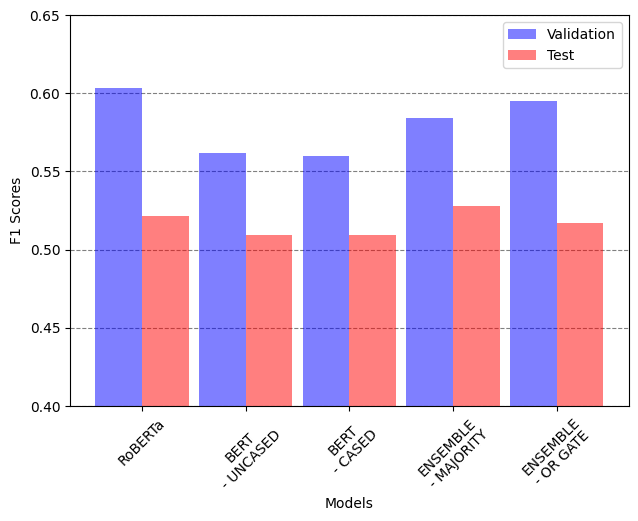 Validation
Test
0.65
0.60
0.55
0.50
0.45
0.40
F1 Scores
RoBERTa
BERT
- UNCASED
BERT
- CASED
ENSEMBLE
- MAJORITY
ENSEMBLE
- OR GATE
Models